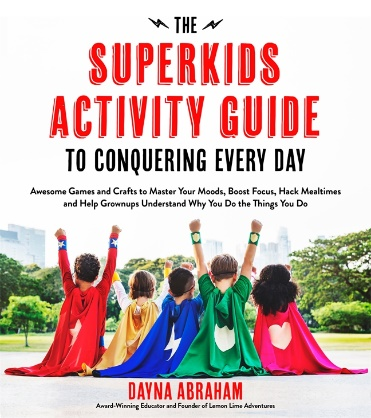 THE
SUPERKIDS
ACTIVITY GUIDE
TO CONQUERING EVERY DAY
Awesome Games and Crafts to Master Your Moods, Boost Focus, Hack Mealtimes
and Help Grownups Understand Why You Do the Things You Do
DAYNA ABRAHAM
Award-Winning Educator and Founder of Lemon Lime Adventures